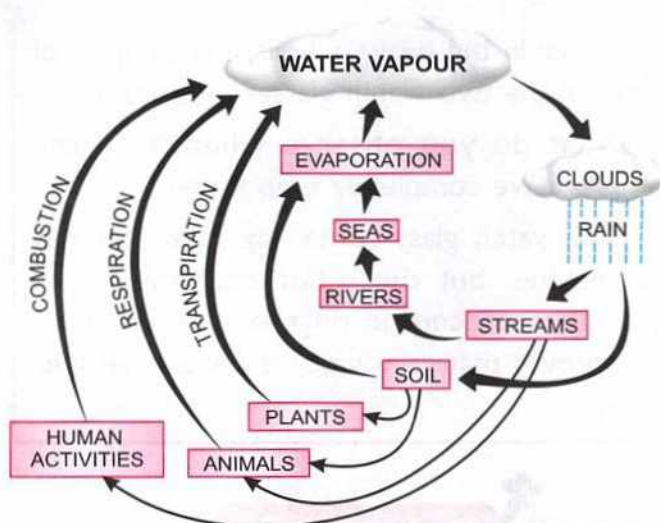 WATER VAPOUR
EVAPORATION
CLOUDS
RAIN
SEAS
RIVERS
STREAMS
SOIL
PLANTS
HUMAN
ACTIVITIES
ANIMALS
COMBUSTION
RESPIRATION
TRANSPIRATION